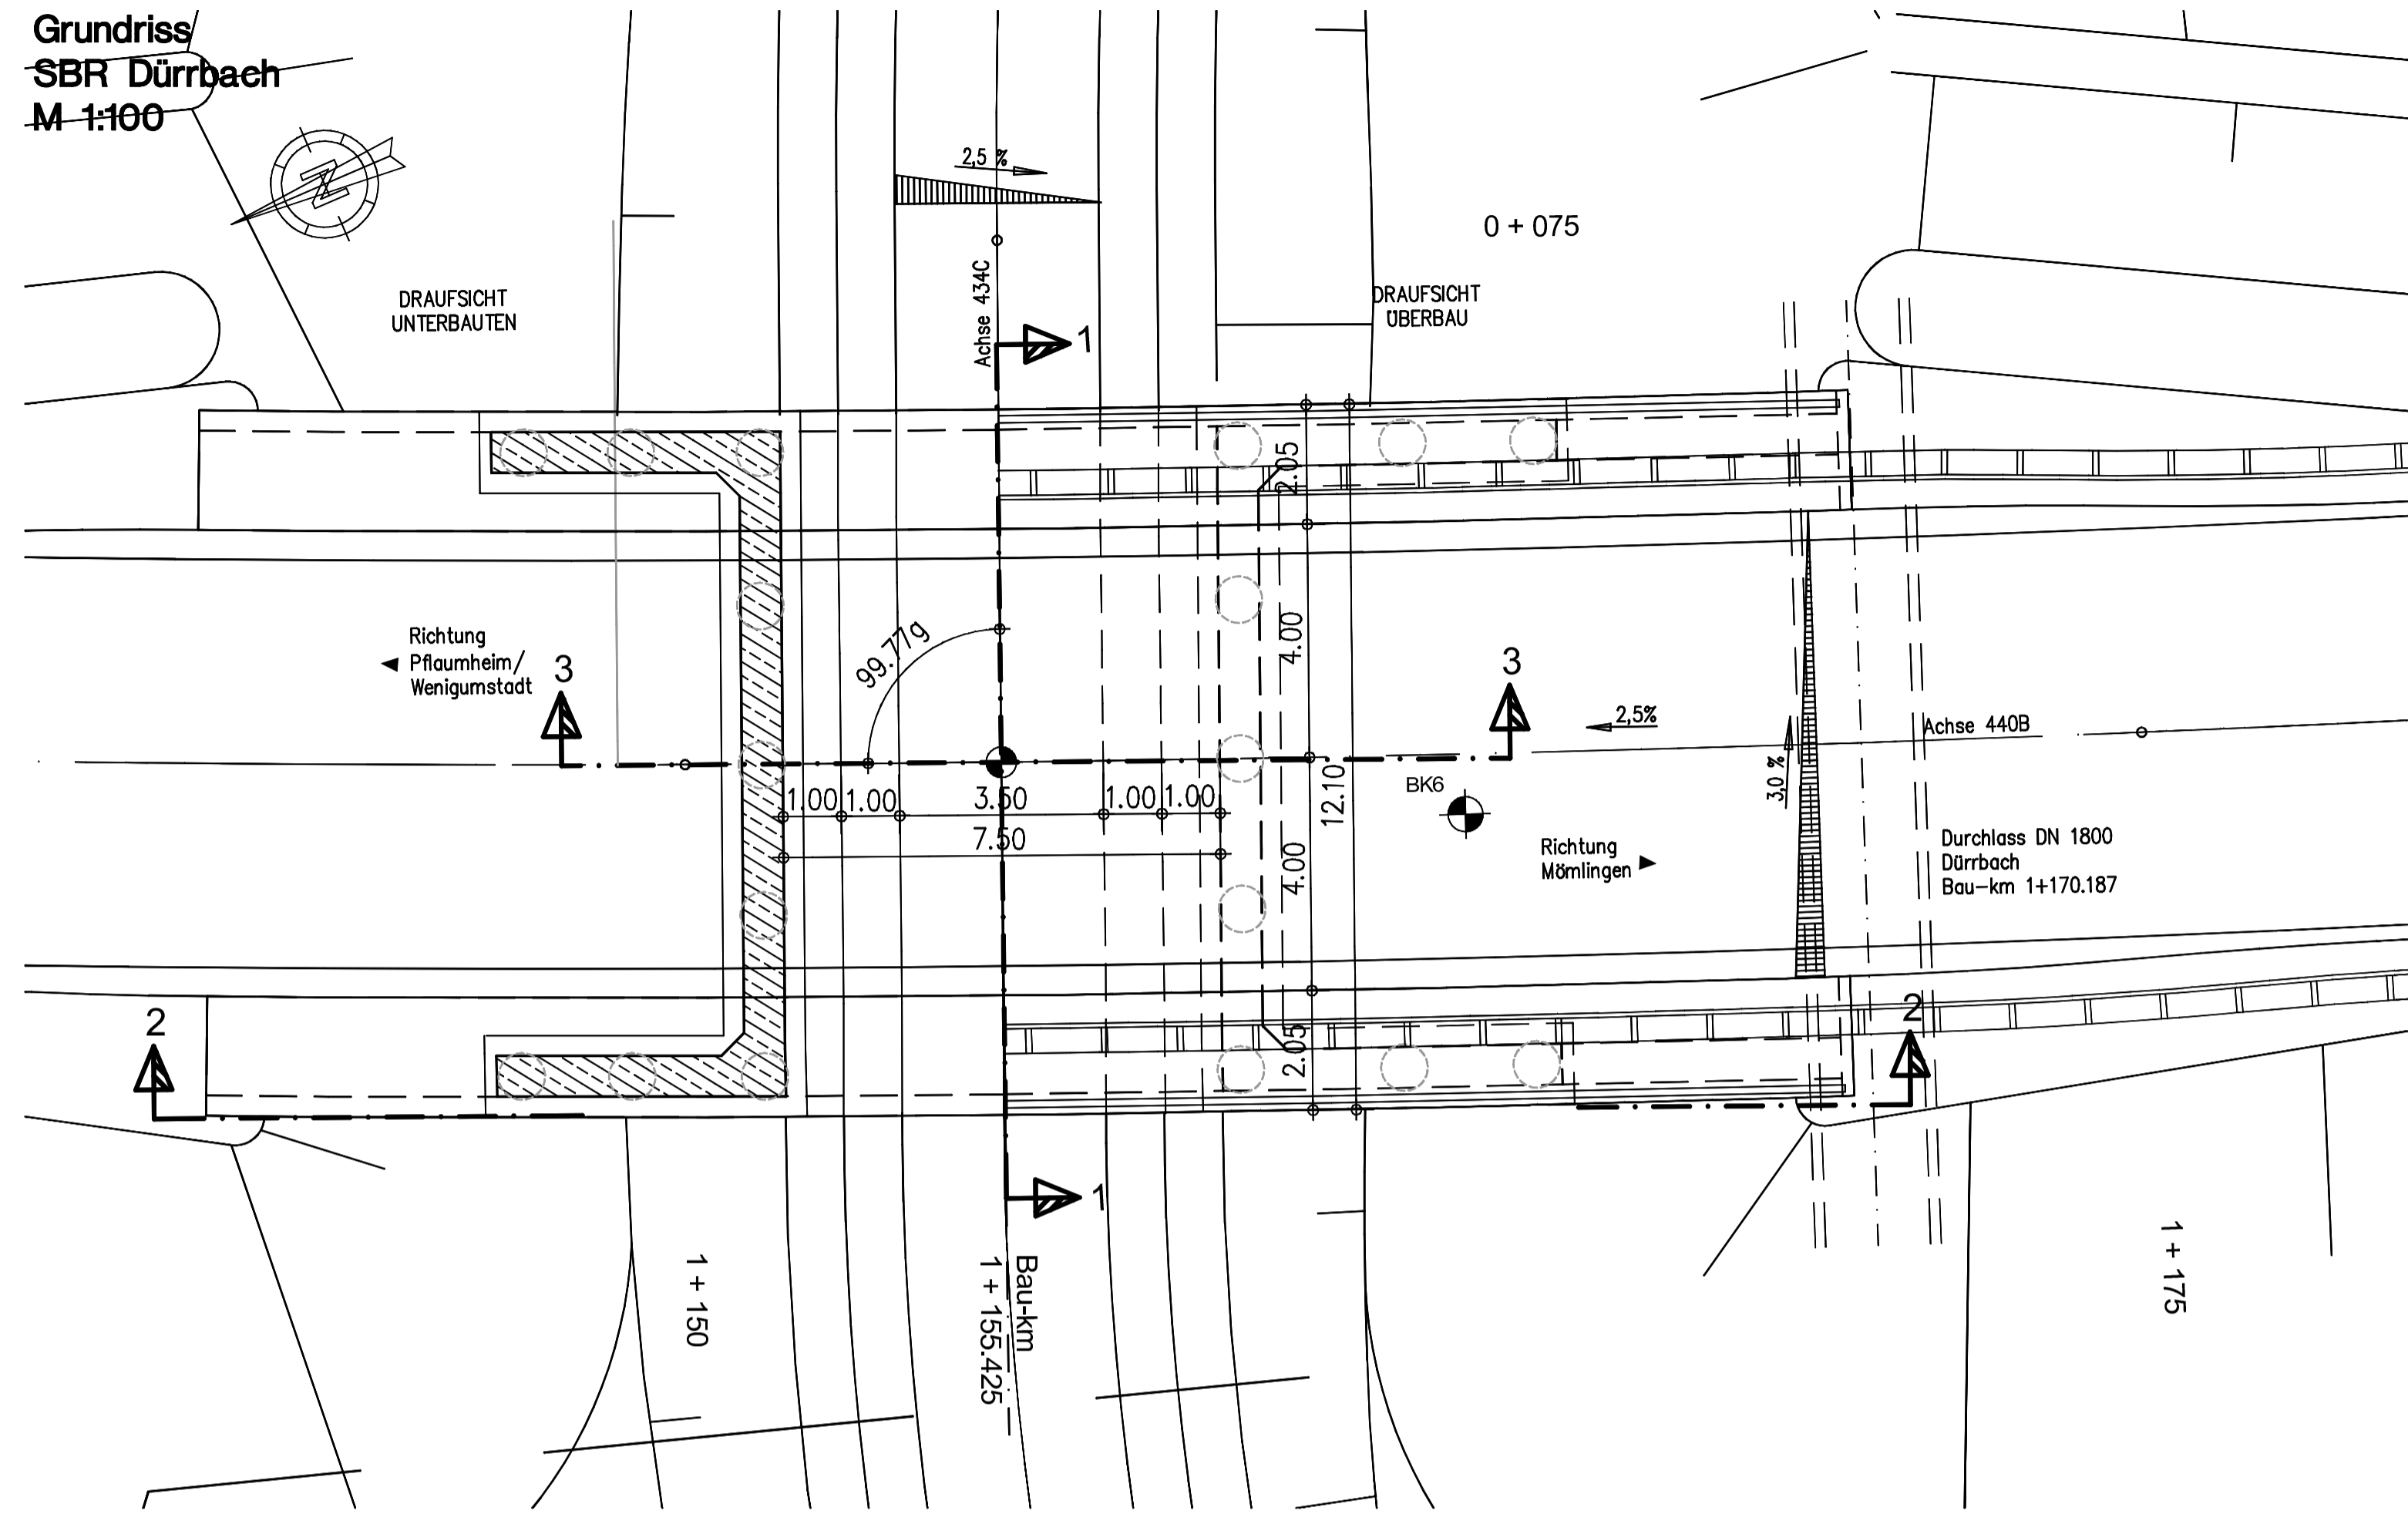 Grundriss
SBR Dürrbach
M 1:100
N
2,5 %
Achse 434C
0 + 075
DRAUFSICHT
UNTERBAUTEN
DRAUFSICHT
ÜBERBAU
1
2.05
Richtung
Pflaumheim/
Wenigumstadt
3
99.77g
4.00
3
2,5%
Achse 440B
1.00
1.00
3.50
1.00
1.00
7.50
12.10
BK6
3,0 %
Richtung
Mömlingen
4.00
Durchlass DN 1800
Dürrbach
Bau-km 1+170.187
2
2.05
2
1
1 + 150
Bau-km
1 + 155.425
1 + 175